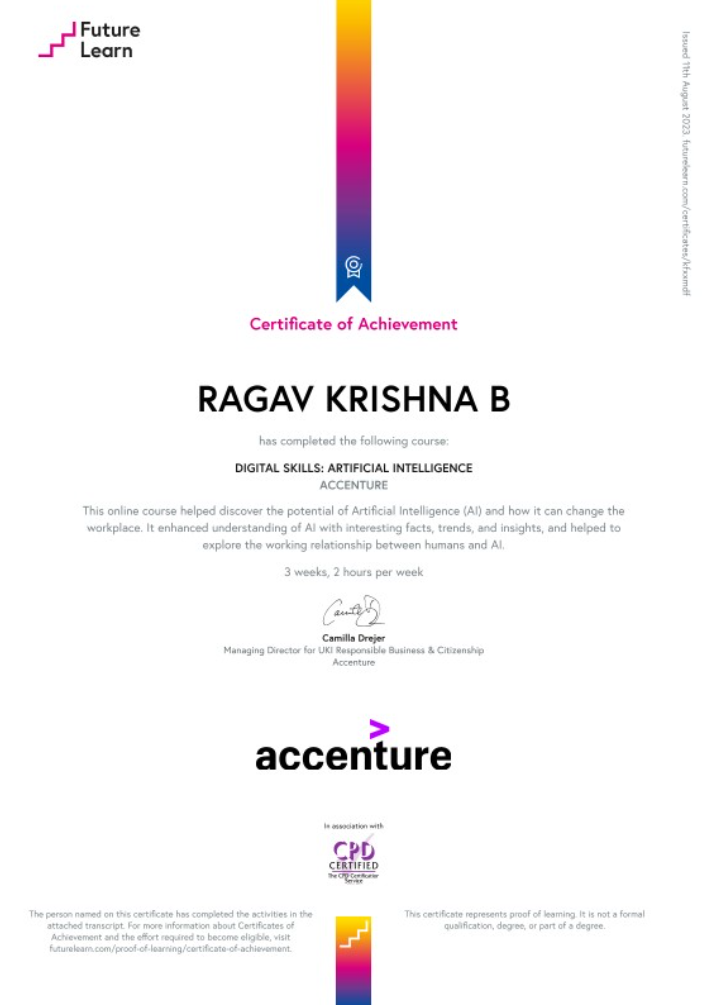 Future
Learn
Issued 11th August 2023. futurelearn.com/certificates/kfxxmdf
Certificate of Achievement
RAGAV KRISHNA B
has completed the following course:
DIGITAL SKILLS: ARTIFICIAL INTELLIGENCE
ACCENTURE
This online course helped discover the potential of Artificial Intelligence (AI) and how it can change the
workplace. It enhanced understanding of AI with interesting facts, trends, and insights, and helped to
explore the working relationship between humans and AI.
3 weeks, 2 hours per week
Camilla Drejer
Managing Director for UKI Responsible Business & Citizenship
Accenture
accenture
In association with
CPD
CERTIFIED
The CPD Certification
Service
The person named on this certificate has completed the activities in the
attached transcript. For more information about Certificates of
Achievement and the effort required to become eligible, visit
futurelearn.com/proof-of-learning/certificate-of-achievement.
This certificate represents proof of learning. It is not a formal
qualification, degree, or part of a degree.